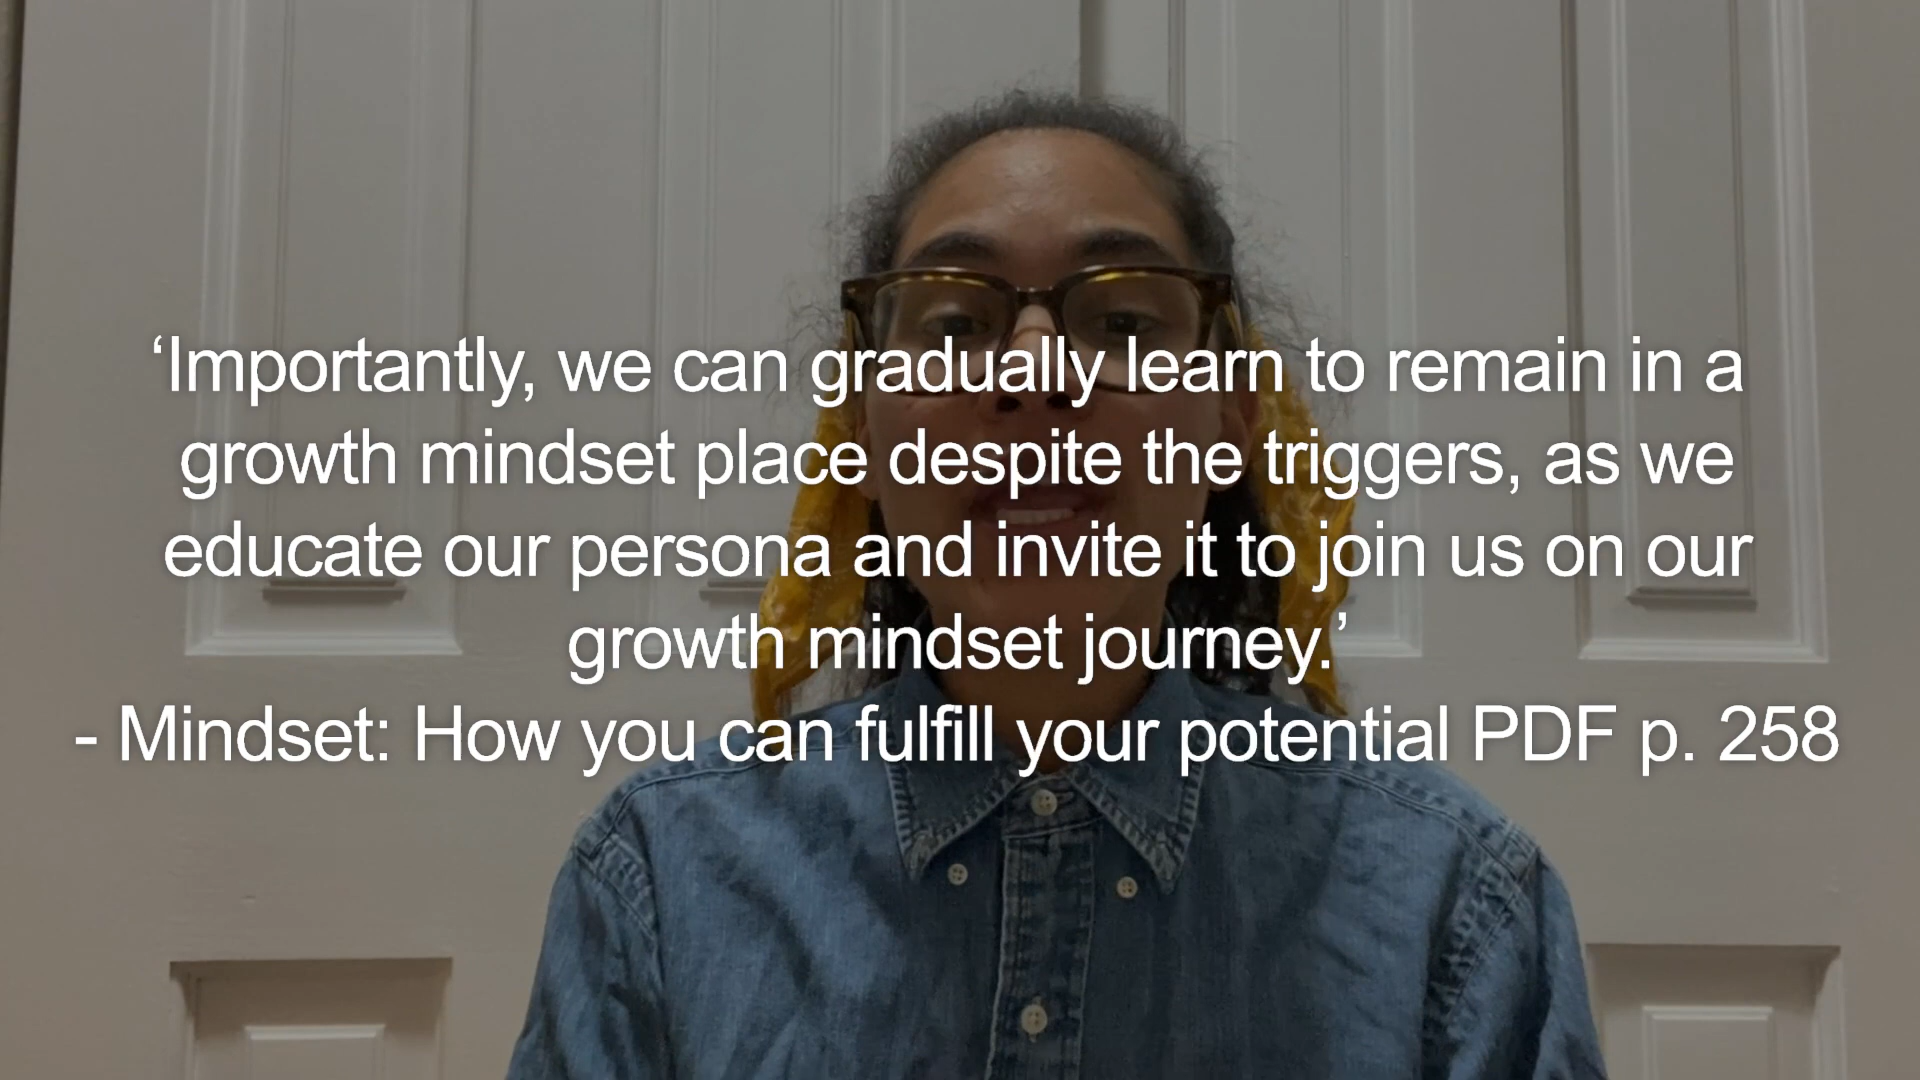 ‘Importantly, we can gradually learn to remain in a
growth mindset place despite the triggers, as we
educate our persona and invite it to join us on our
growth mindset journey.’
- Mindset: How you can fulfill your potential PDF p. 258